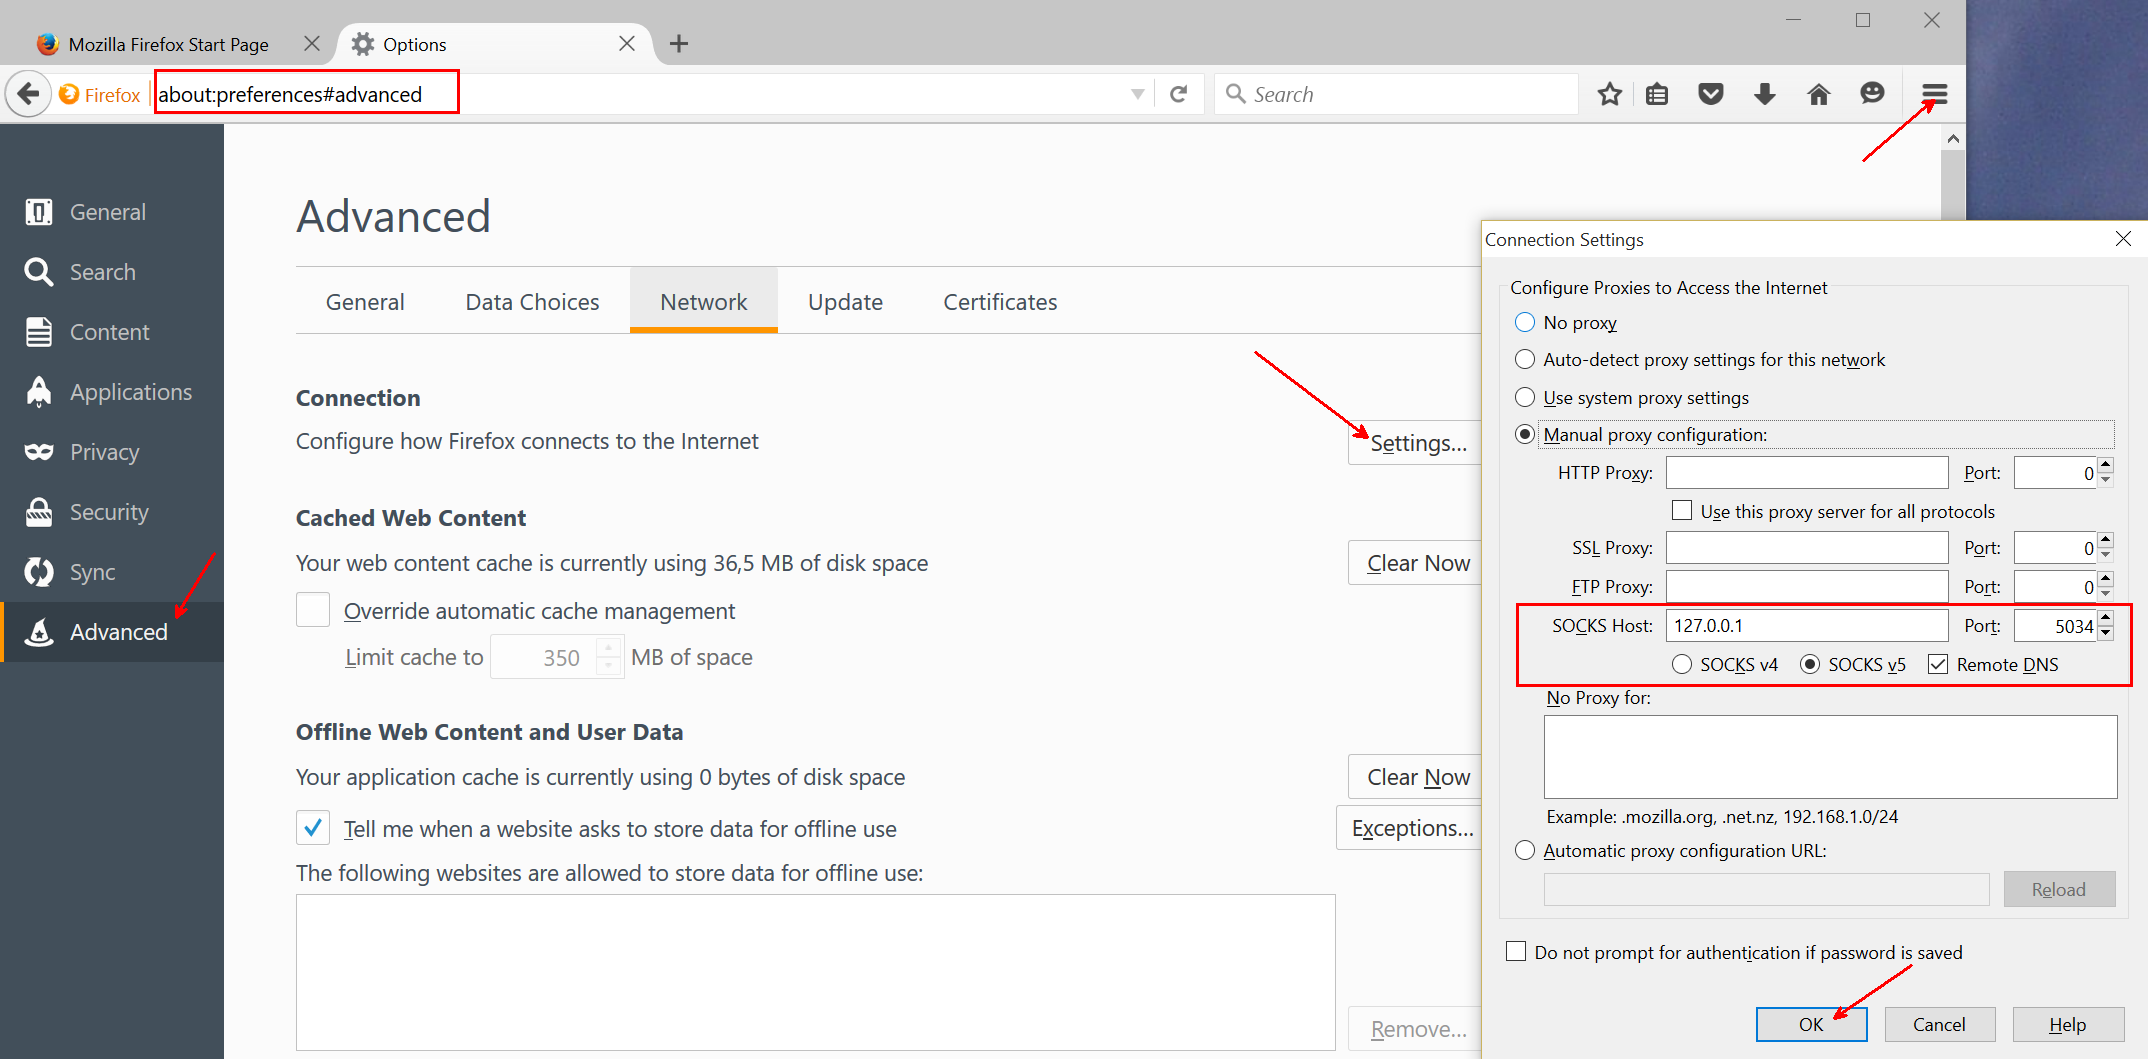 Mozilla Firefox Start Page
Options
Firefox
about:preferences#advanced
Search
General
Search
Content
Applications
Privacy
Security
Sync
Advanced
Advanced
General Data Choices Network Update Certificates
Connection
Configure how Firefox connects to the Internet
Settings...
Cached Web Content
Your web content cache is currently using 36,5 MB of disk space
Clear Now
Override automatic cache management
Limit cache to 350 MB of space
Offline Web Content and User Data
Your application cache is currently using 0 bytes of disk space
Clear Now
Tell me when a website asks to store data for offline use
Exceptions...
The following websites are allowed to store data for offline use:
Remove...
Connection Settings
Configure Proxies to Access the Internet
No proxy
Auto-detect proxy settings for this network
Use system proxy settings
Manual proxy configuration:
HTTP Proxy: Port: 0
Use this proxy server for all protocols
SSL Proxy: Port: 0
FTP Proxy: Port: 0
SOCKS Host: 127.0.0.1 Port: 5034
SOCKS v4 SOCKS v5 Remote DNS
No Proxy for:
Example: .mozilla.org, .net.nz, 192.168.1.0/24
Automatic proxy configuration URL:
Reload
Do not prompt for authentication if password is saved
OK Cancel Help